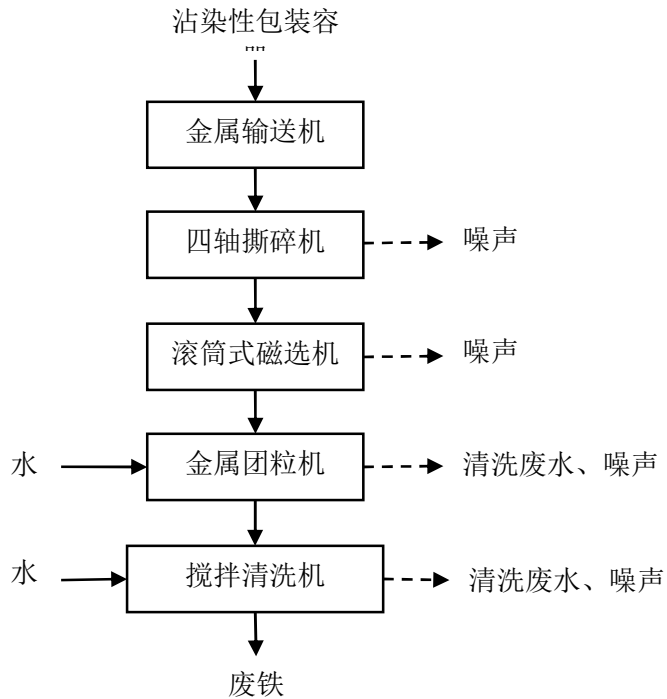 沾染性包装容
金属输送机
四轴撕碎机
噪声
滚筒式磁选机
噪声
水
金属团粒机
清洗废水、噪声
水
搅拌清洗机
清洗废水、噪声
废铁